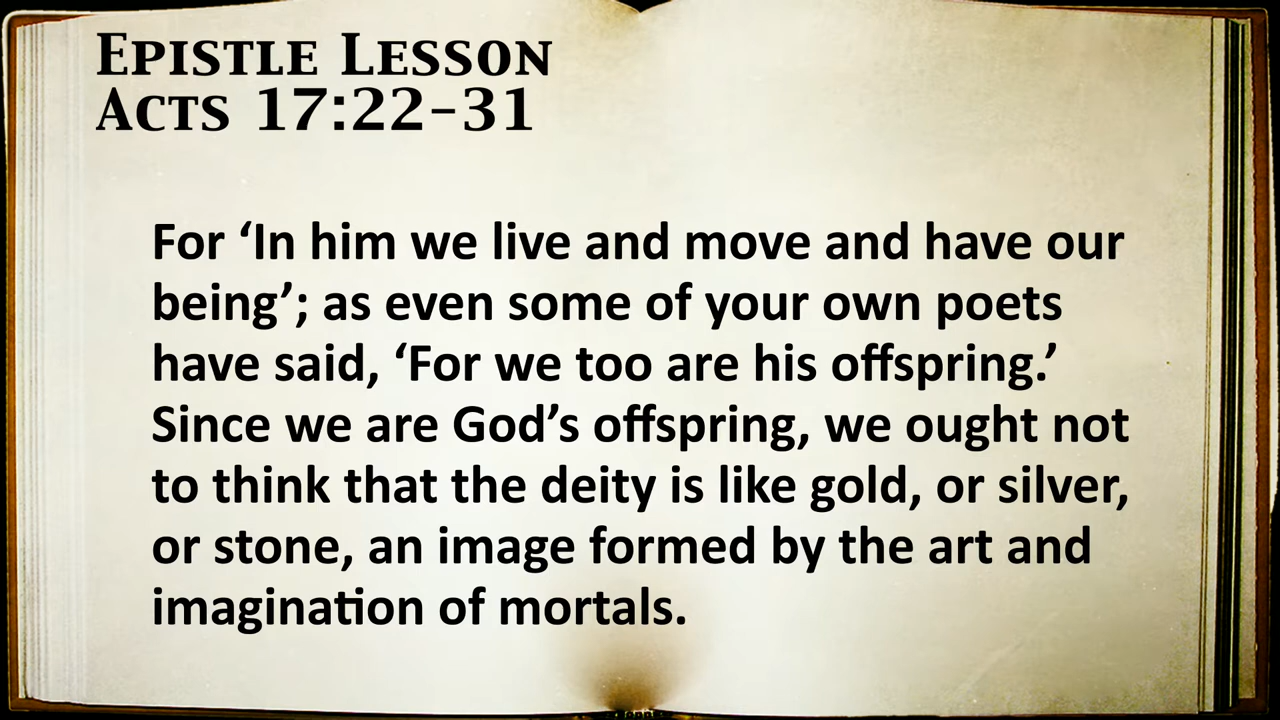 Epistle Lesson
Acts 17:22-31
For ‘In him we live and move and have our
being’; as even some of your own poets
have said, ‘For we too are his offspring.’
Since we are God’s offspring, we ought not
to think that the deity is like gold, or silver,
or stone, an image formed by the art and
imagination of mortals.